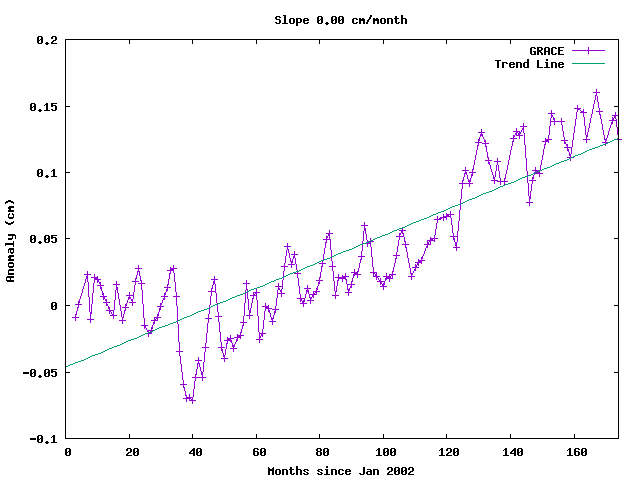 Slope 0.00 cm/month
0.2
GRACE
Trend Line
0.15
0.1
Anomaly (cm)
0.05
0
-0.05
-0.1
0 20 40 60 80 100 120 140 160
Months since Jan 2002